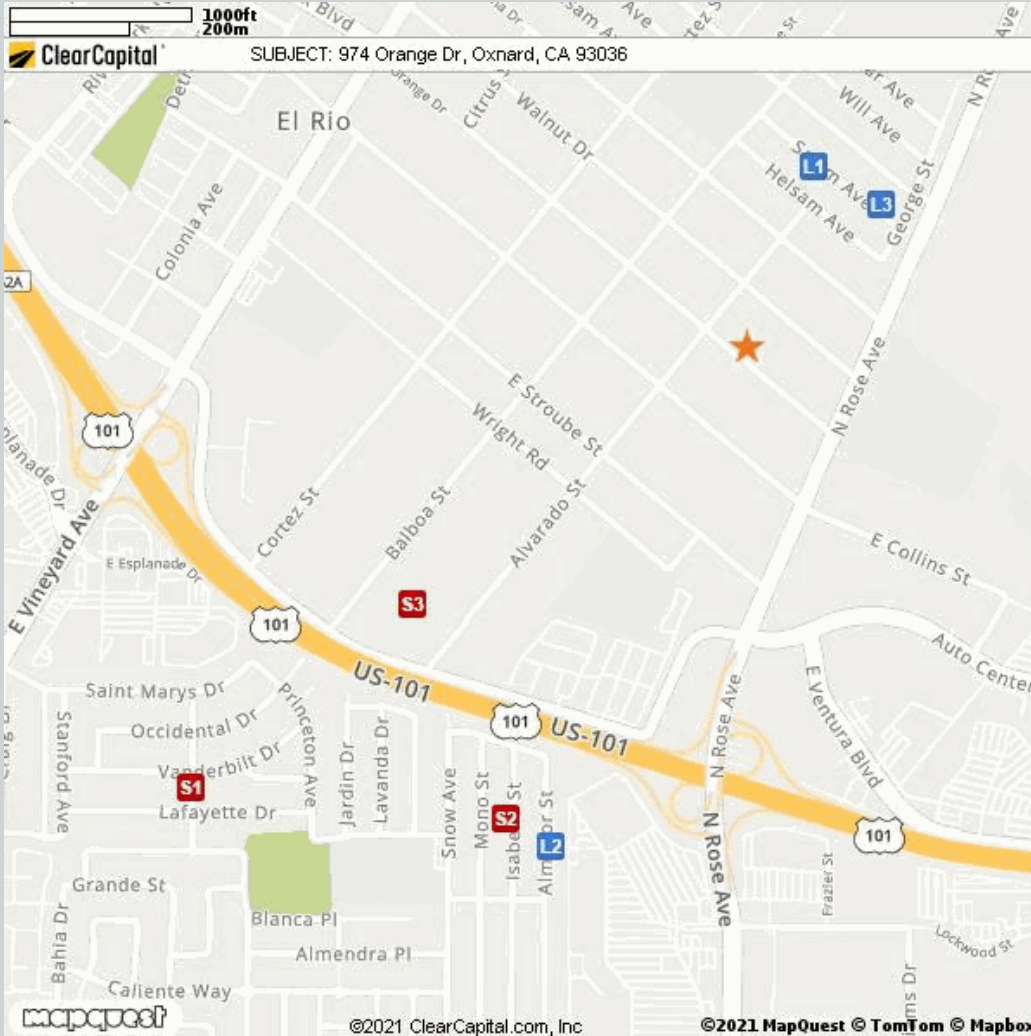 1000ft
200m
ClearCapital
SUBJECT: 974 Orange Dr, Oxnard, CA 93036
Blvd
Ave
St
Ave
Ave
Orange Dr
Citrus
Walnut Dr
Will Ave
El Rio
L1
Helsam Ave
L3
George St
Colonia Ave
2A
N Rose Ave
E Stroube St
Wright Rd
101
Cortez St
Balboa St
Alvarado St
E Collins St
E Vineyard Ave
E Esplanade Dr
S3
101
US-101
101
US-101
Auto Center
E Ventura Blvd
N Rose Ave
Saint Marys Dr
Princeton Ave
Occidental Dr
Stanford Ave
Vanderbilt Dr
S1
Lafayette Dr
Jardin Dr
Lavanda Dr
Snow Ave
Mono St
S2
L2
N Rose Ave
101
Frazier St
Grande St
Blanca Pl
Bahia Dr
Almendra Pl
Lockwood St
Caliente Way
mapquest
©2021 ClearCapital.com, Inc
©2021 MapQuest © TomTom © Mapbox